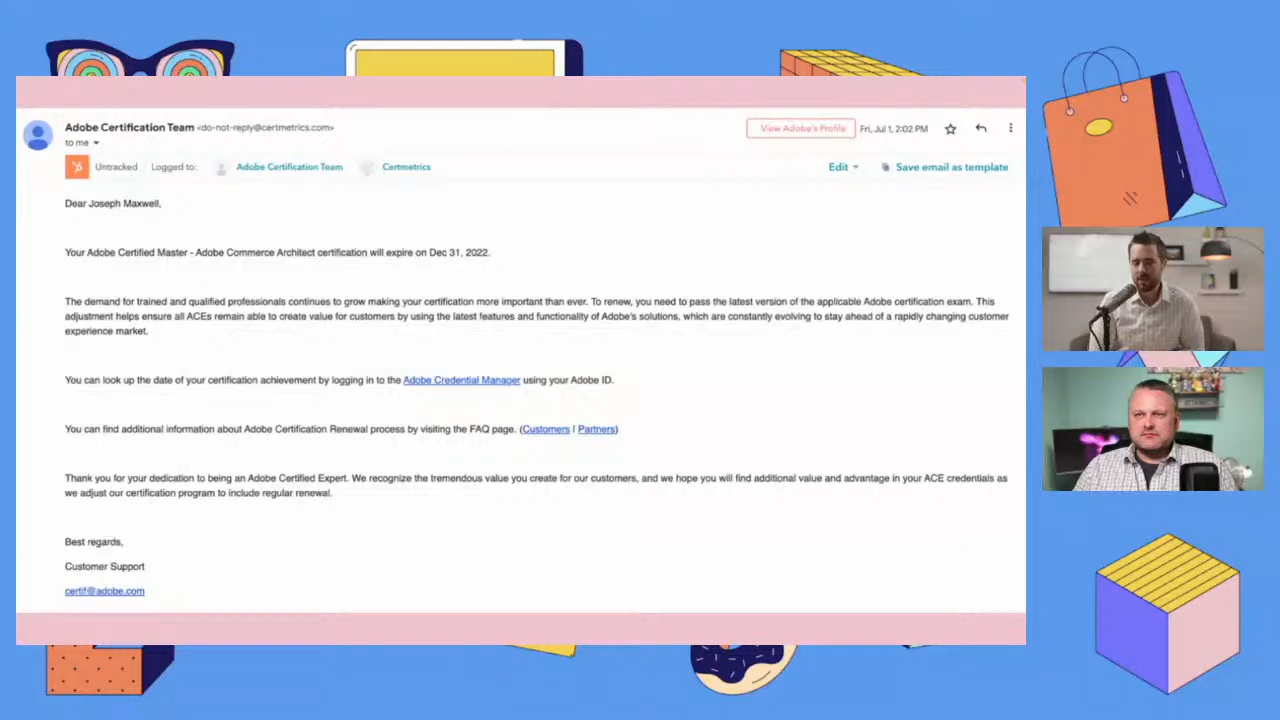 Adobe Certification Team <do-not-reply@certmetrics.com>
View Adobe's Profile
Fri, Jul 1, 2:02 PM
to me
Untracked Logged to: Adobe Certification Team Certmetrics
Edit
Save email as template
Dear Joseph Maxwell,
Your Adobe Certified Master - Adobe Commerce Architect certification will expire on Dec 31, 2022.
The demand for trained and qualified professionals continues to grow making your certification more important than ever. To renew, you need to pass the latest version of the applicable Adobe certification exam. This
adjustment helps ensure all ACEs remain able to create value for customers by using the latest features and functionality of Adobe's solutions, which are constantly evolving to stay ahead of a rapidly changing customer
experience market.
You can look up the date of your certification achievement by logging in to the Adobe Credential Manager using your Adobe ID.
You can find additional information about Adobe Certification Renewal process by visiting the FAQ page. (Customers | Partners)
Thank you for your dedication to being an Adobe Certified Expert. We recognize the tremendous value you create for our customers, and we hope you will find additional value and advantage in your ACE credentials as
we adjust our certification program to include regular renewal.
Best regards,
Customer Support
certif@adobe.com